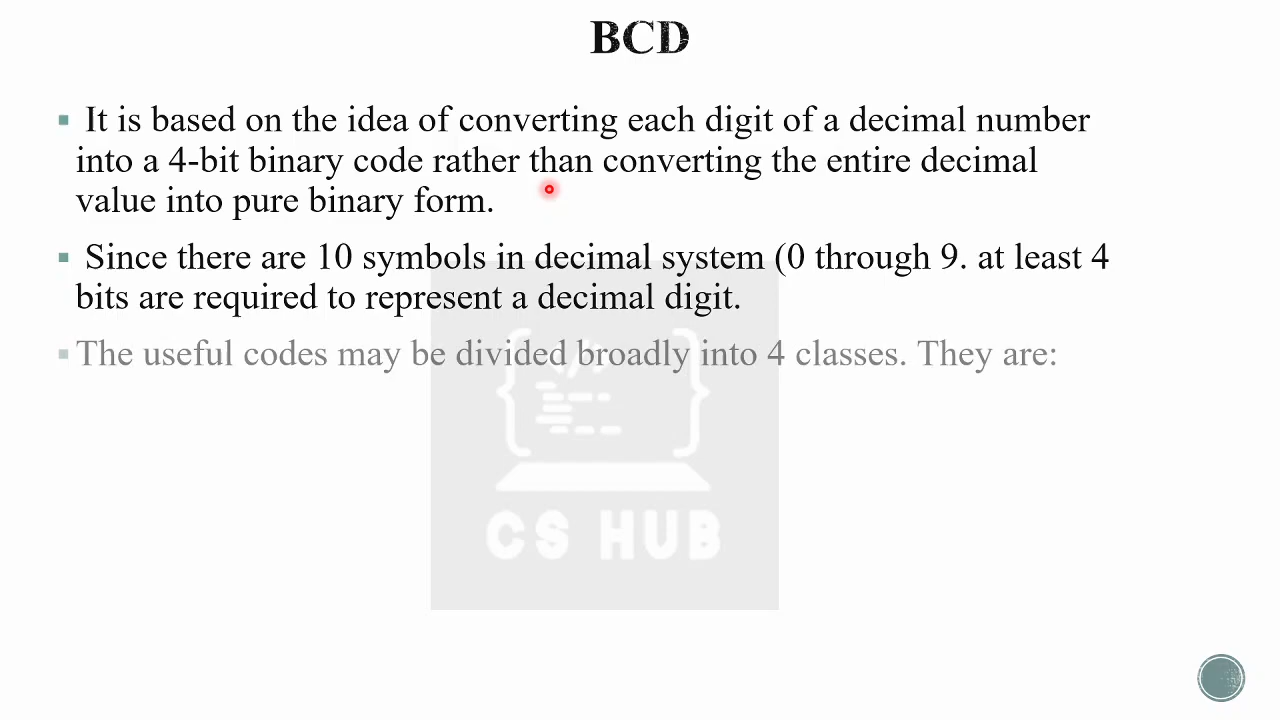 BCD
It is based on the idea of converting each digit of a decimal number
into a 4-bit binary code rather than converting the entire decimal
value into pure binary form.
Since there are 10 symbols in decimal system (0 through 9. at least 4
bits are required to represent a decimal digit.
The useful codes may be divided broadly into 4 classes. They are:
CS HUB